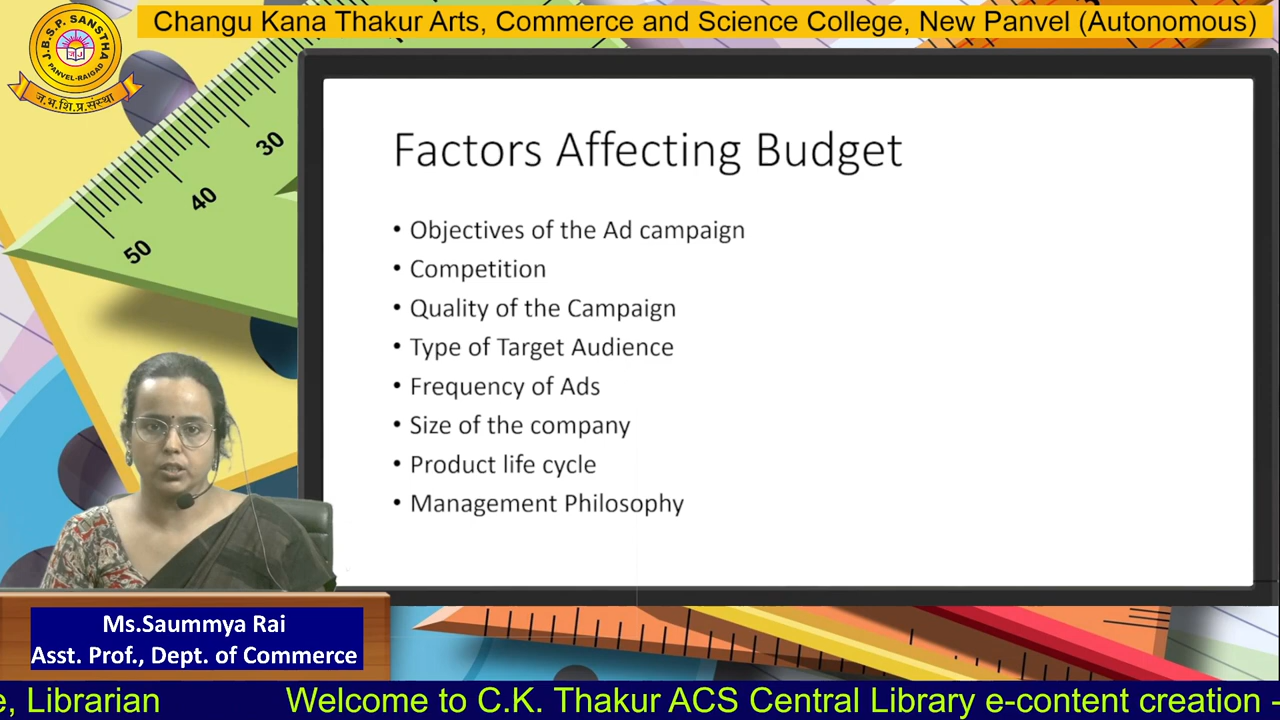 Changu Kana Thakur Arts, Commerce and Science College, New Panvel (Autonomous)
J.B.S.P. SANSTHA
PANVEL-RAIGAD
ज.भ.शि.प्र.संस्था
30
40
50
Factors Affecting Budget
• Objectives of the Ad campaign
• Competition
• Quality of the Campaign
• Type of Target Audience
• Frequency of Ads
• Size of the company
• Product life cycle
• Management Philosophy
Ms.Saummya Rai
Asst. Prof., Dept. of Commerce
e, Librarian Welcome to C.K. Thakur ACS Central Library e-content creation -